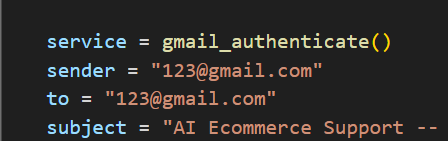 service = gmail_authenticate()
sender = "123@gmail.com"
to = "123@gmail.com"
subject = "AI Ecommerce Support --